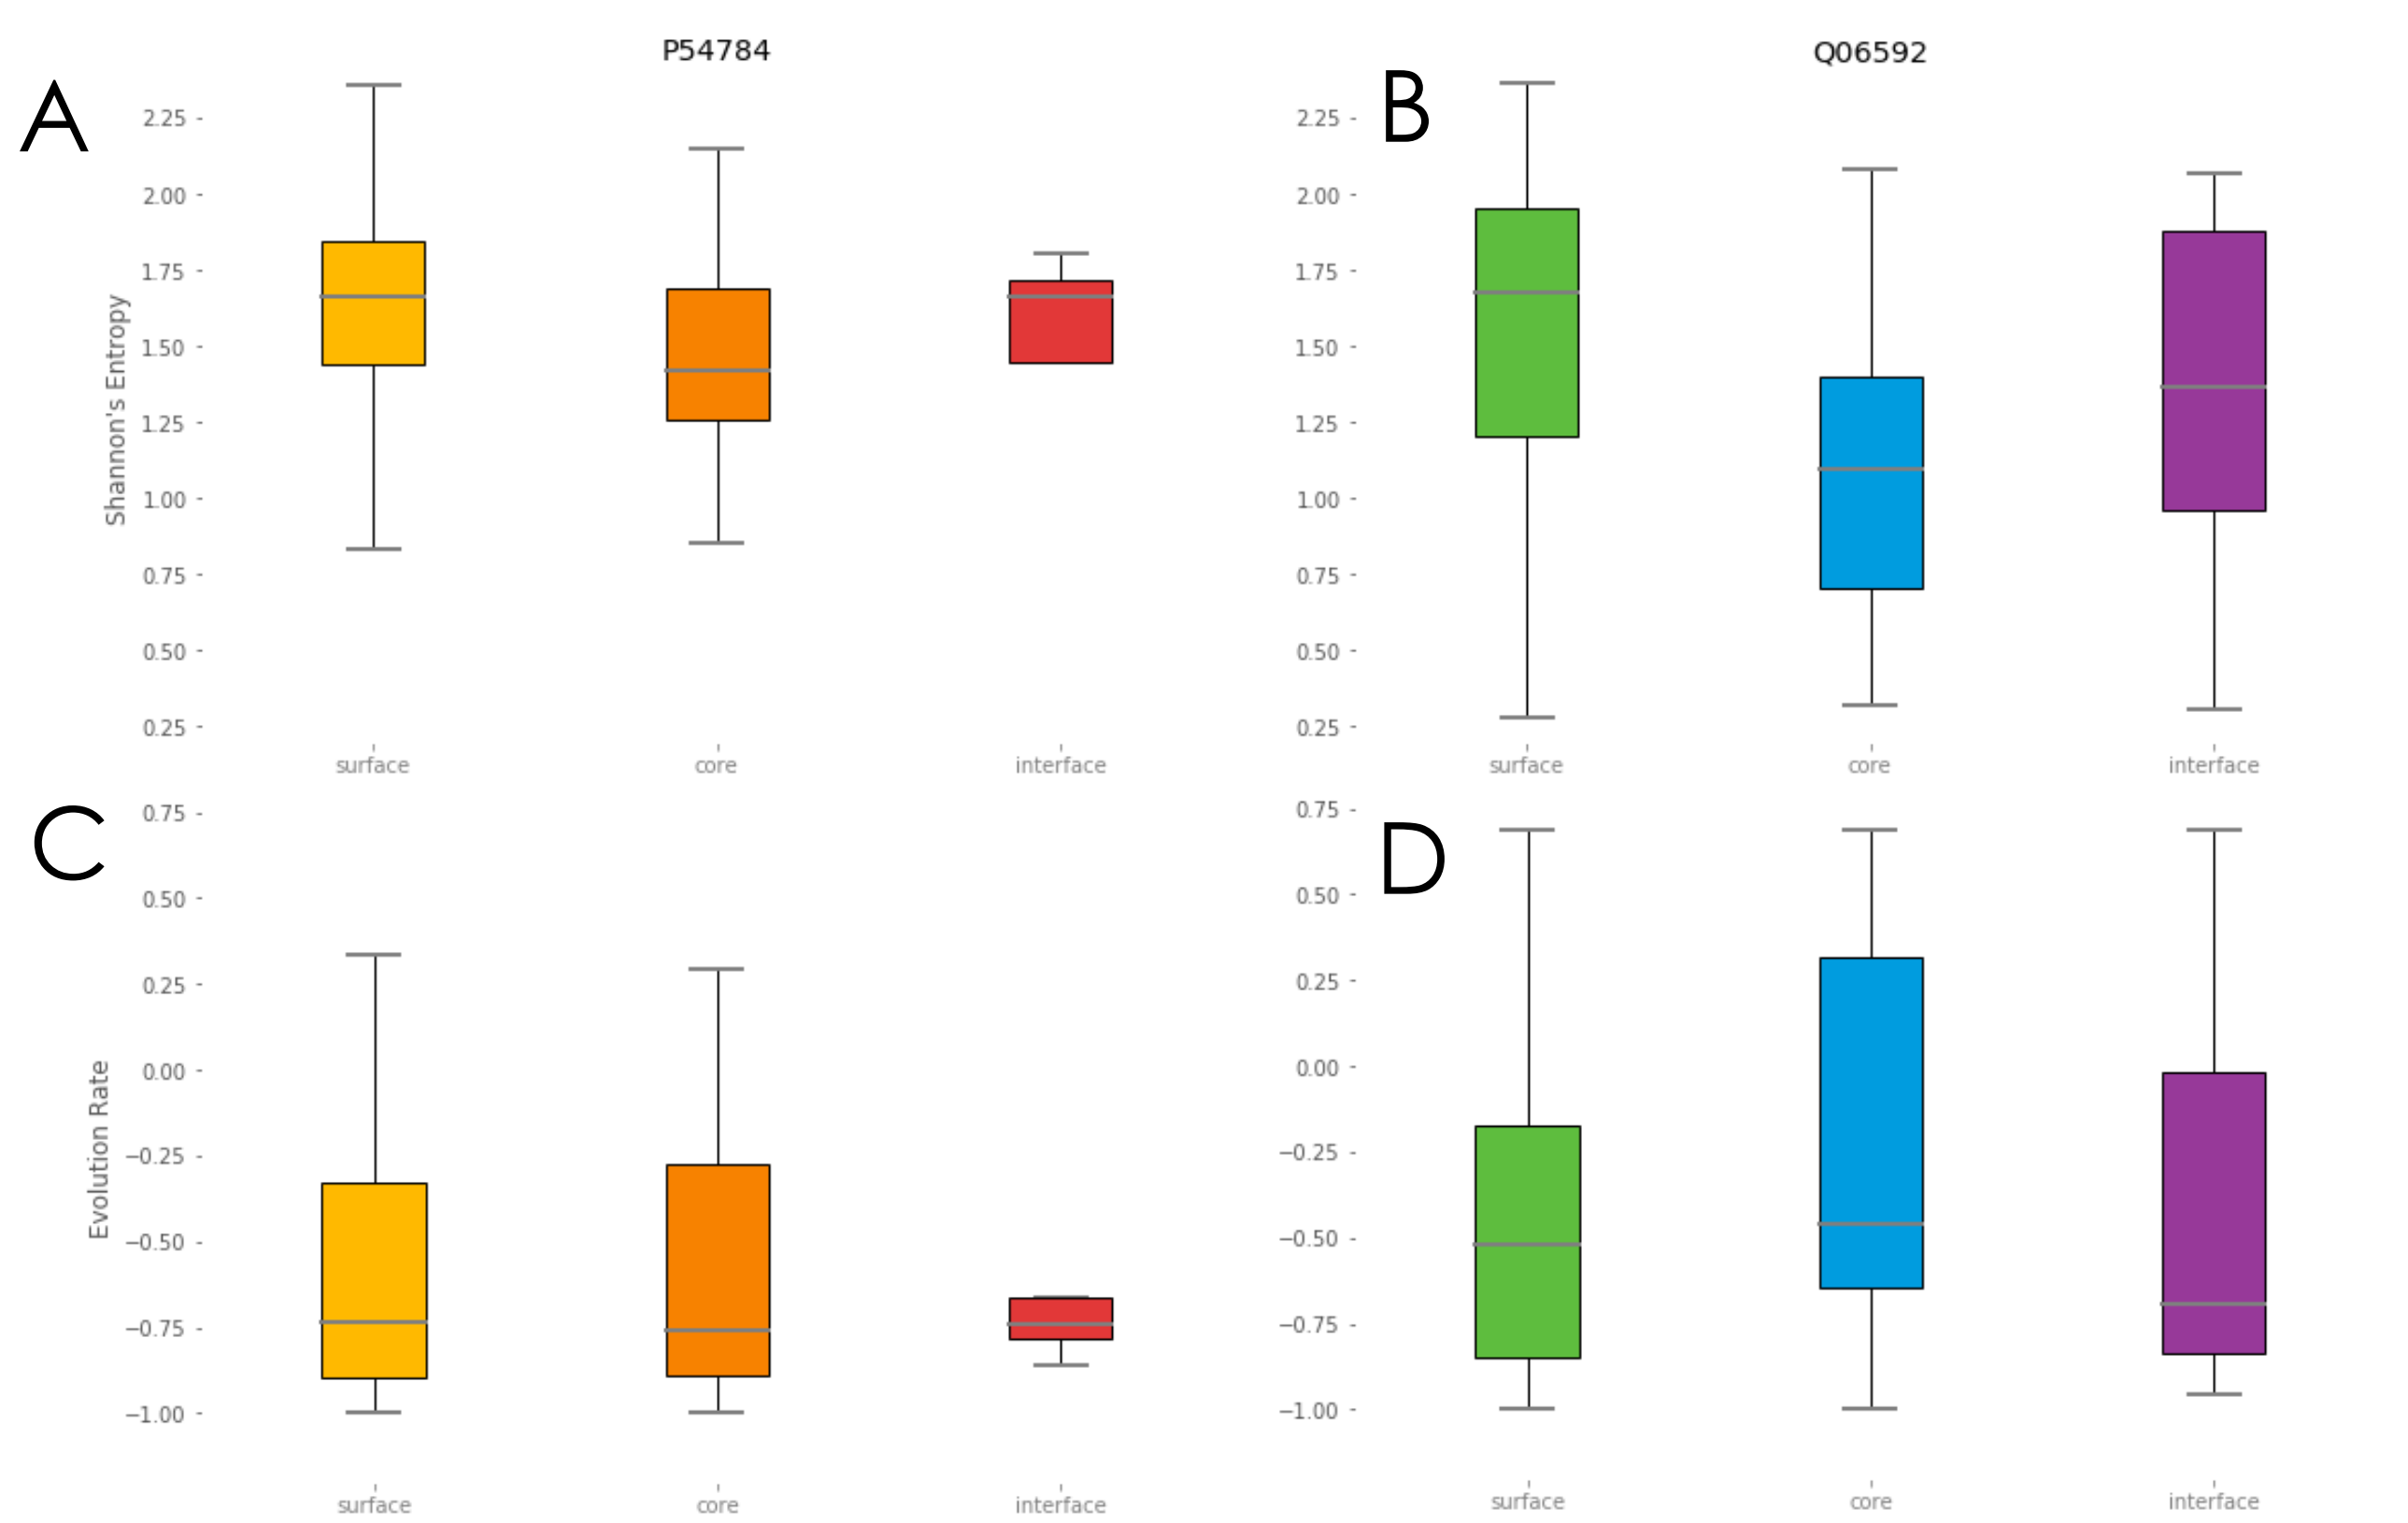 P54784
A
Shannon's Entropy
2.25
2.00
1.75
1.50
1.25
1.00
0.75
0.50
0.25
surface core interface
Q06592
B
2.25
2.00
1.75
1.50
1.25
1.00
0.75
0.50
0.25
surface core interface
C
Evolution Rate
0.75
0.50
0.25
0.00
−0.25
−0.50
−0.75
−1.00
surface core interface
D
0.75
0.50
0.25
0.00
−0.25
−0.50
−0.75
−1.00
surface core interface